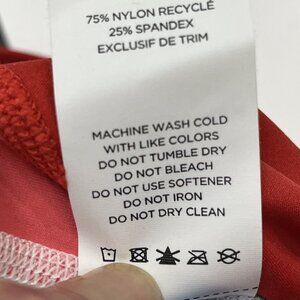 75% NYLON RECYCLÉ
25% SPANDEX
EXCLUSIF DE TRIM
MACHINE WASH COLD
WITH LIKE COLORS
DO NOT TUMBLE DRY
DO NOT BLEACH
DO NOT USE SOFTENER
DO NOT IRON
DO NOT DRY CLEAN